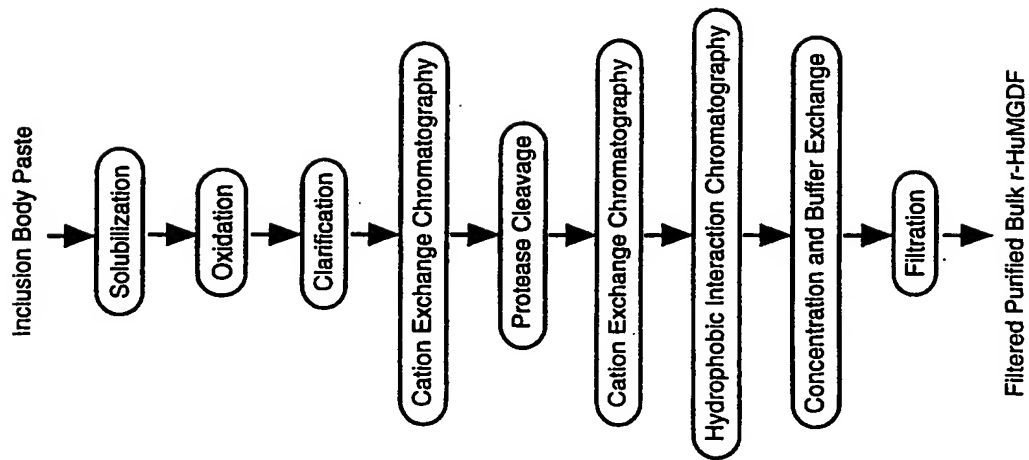 Inclusion Body Paste
Solubilization
Oxidation
Clarification
Cation Exchange Chromatography
Protease Cleavage
Cation Exchange Chromatography
Hydrophobic Interaction Chromatography
Concentration and Buffer Exchange
Filtration
Filtered Purified Bulk r-HuMGDF